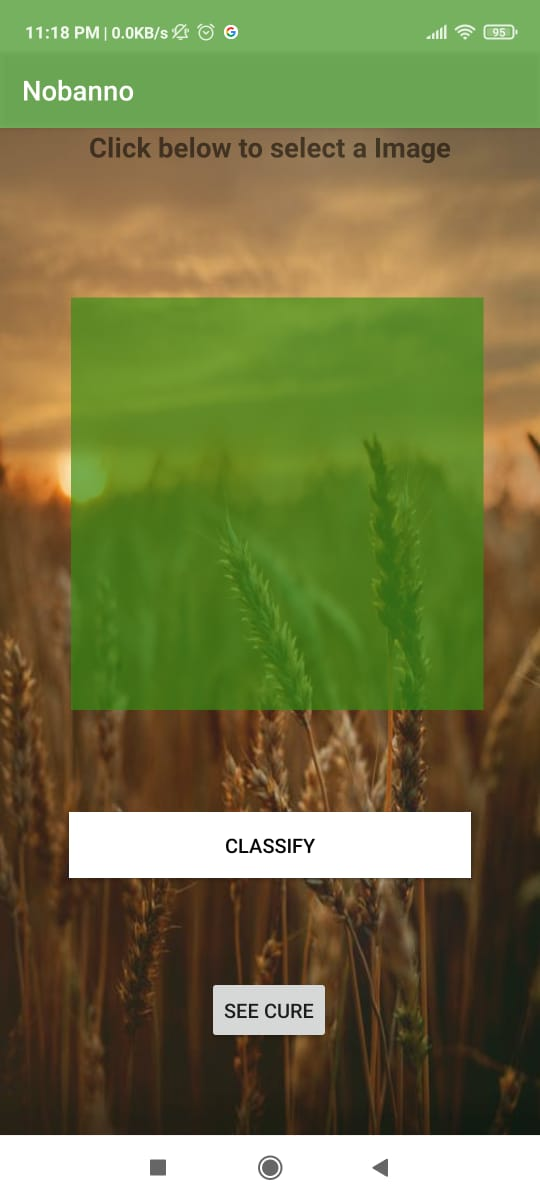 11:18 PM | 0.0KB/s
95
Nobanno
Click below to select a Image
CLASSIFY
SEE CURE